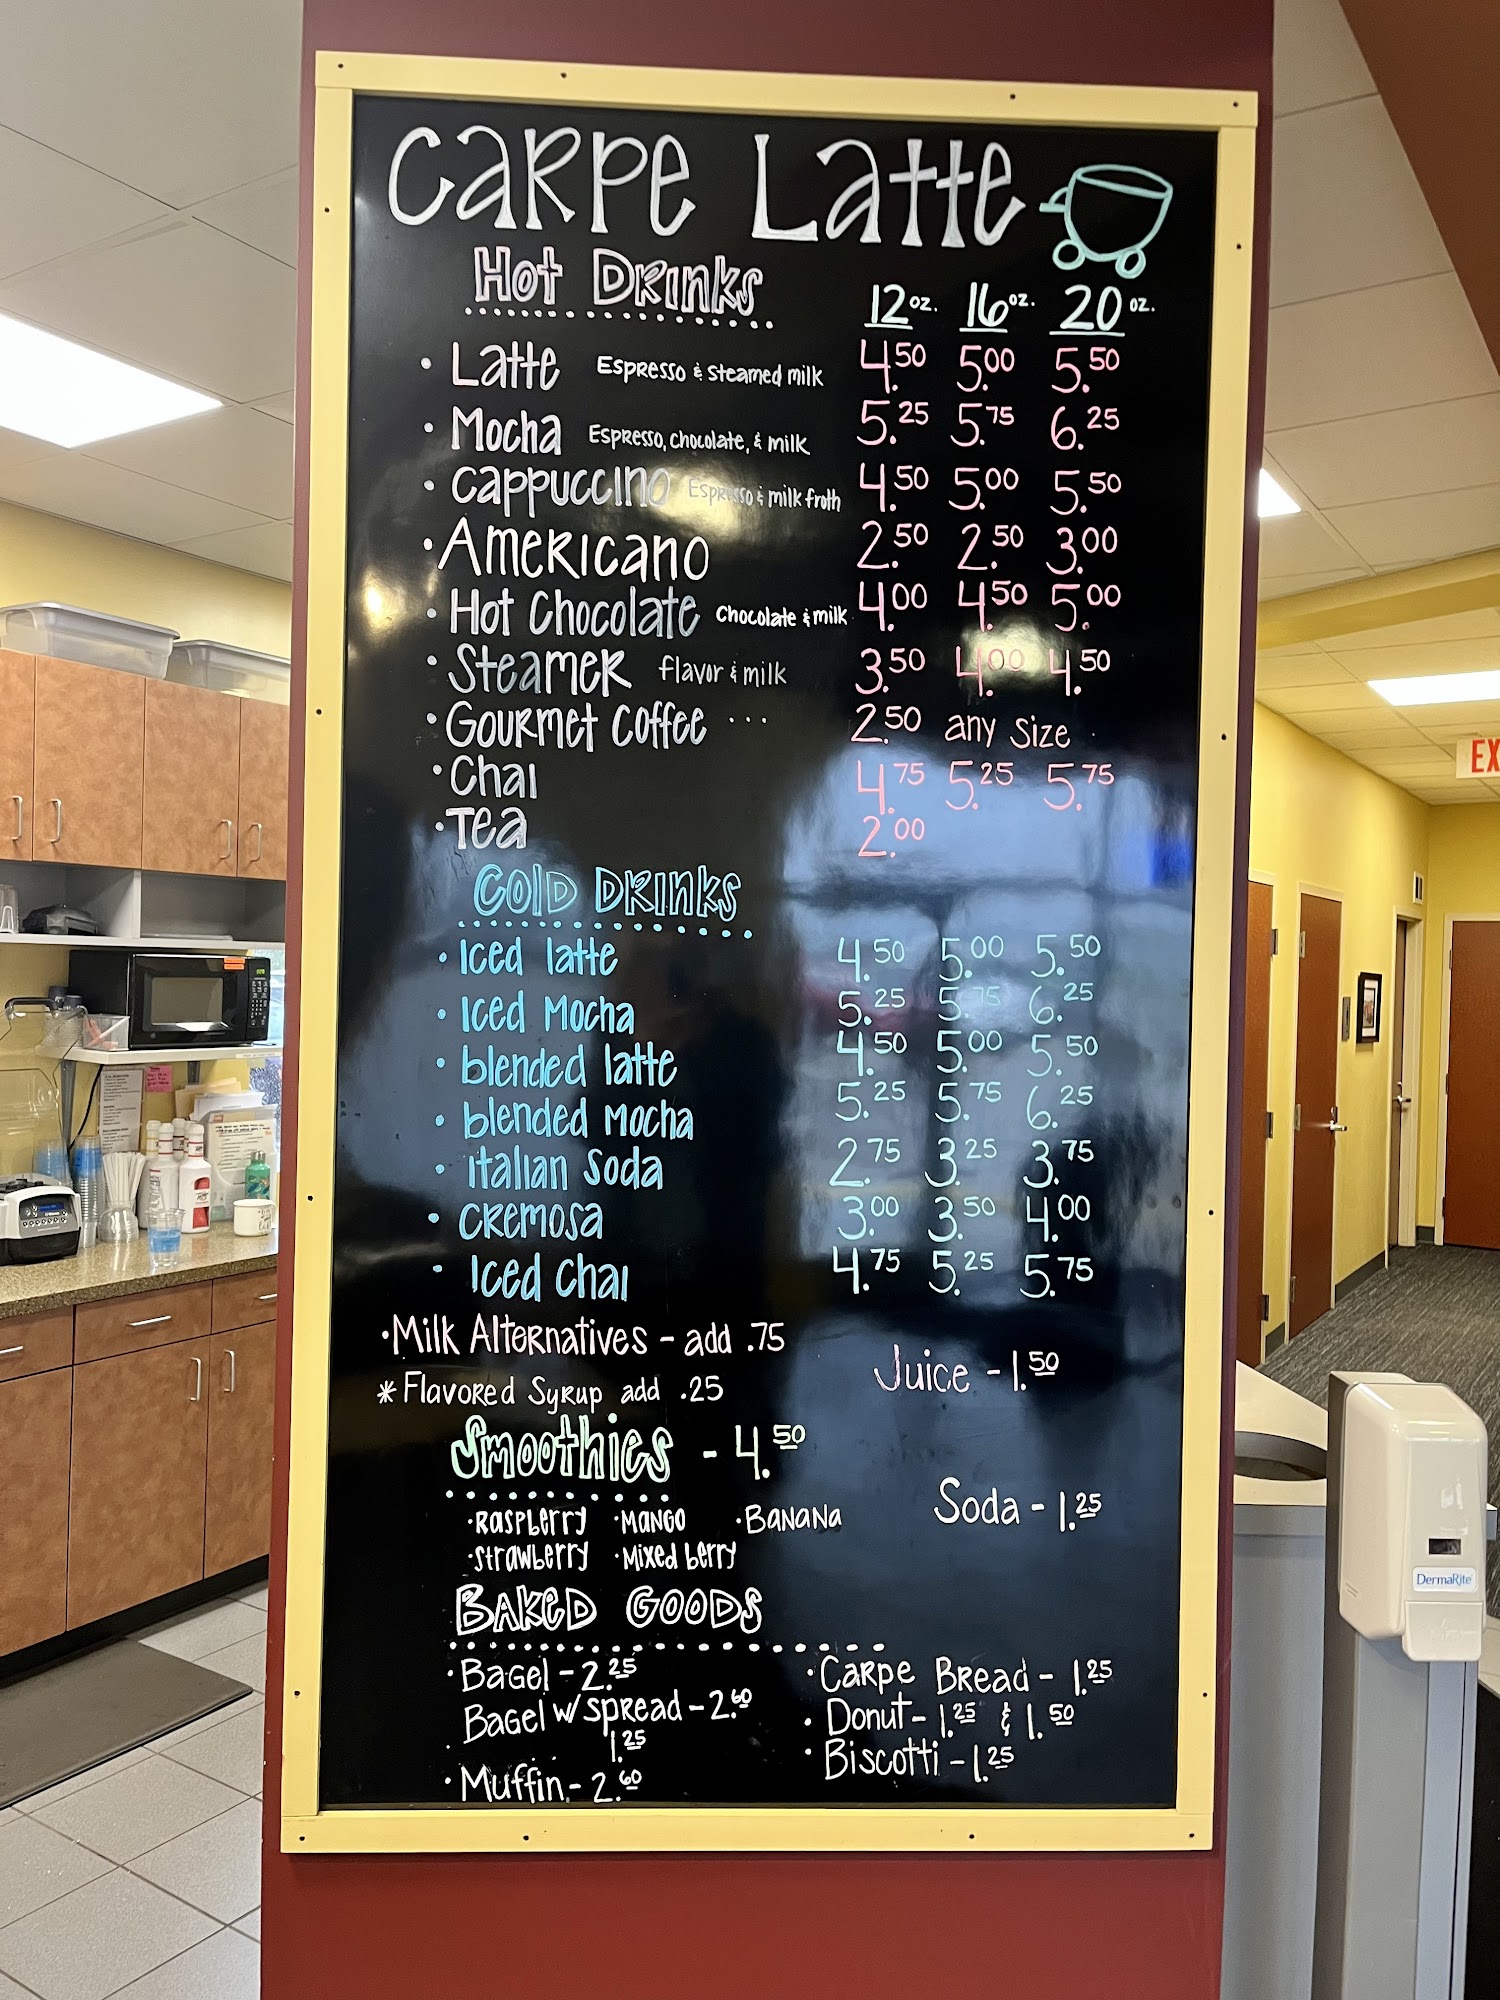 Carpe Latte
Hot Drinks 12 oz. 16 oz. 20 oz.
• Latte Espresso & steamed milk 4.50 5.00 5.50
• Mocha Espresso, chocolate, & milk 5.25 5.75 6.25
• Cappuccino Espresso & milk froth 4.50 5.00 5.50
• Americano 2.50 2.50 3.00
• Hot Chocolate Chocolate & milk 4.00 4.50 5.00
• Steamer flavor & milk 3.50 4.00 4.50
• Gourmet Coffee ... 2.50 any size
• Chai 4.75 5.25 5.75
• Tea 2.00
Cold Drinks
• Iced latte 4.50 5.00 5.50
• Iced Mocha 5.25 5.75 6.25
• blended latte 4.50 5.00 5.50
• blended Mocha 5.25 5.75 6.25
• Italian Soda 2.75 3.25 3.75
• Cremosa 3.00 3.50 4.00
• Iced Chai 4.75 5.25 5.75
• Milk Alternatives - add .75
Juice - 1.50
* Flavored Syrup add .25
Smoothies - 4.50
Soda - 1.25
• Raspberry • Mango • Banana
• Strawberry • Mixed berry
Baked Goods
• Bagel - 2.25 • Carpe Bread - 1.25
Bagel w/ spread - 2.60 • Donut - 1.25 & 1.50
1.25 • Biscotti - 1.25
• Muffin - 2.60
EX
DermaRite